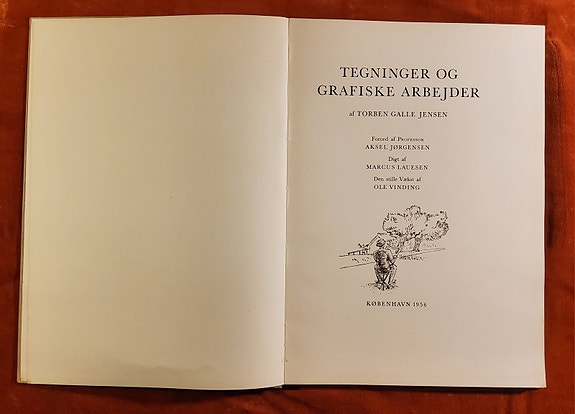 TEGNINGER OG
GRAFISKE ARBEJDER
af TORBEN GALLE JENSEN
Forord af PROFESSOR
AKSEL JØRGENSEN
Digt af
MARCUS LAUESEN
Den stille Vækst af
OLE VINDING
KØBENHAVN 1956